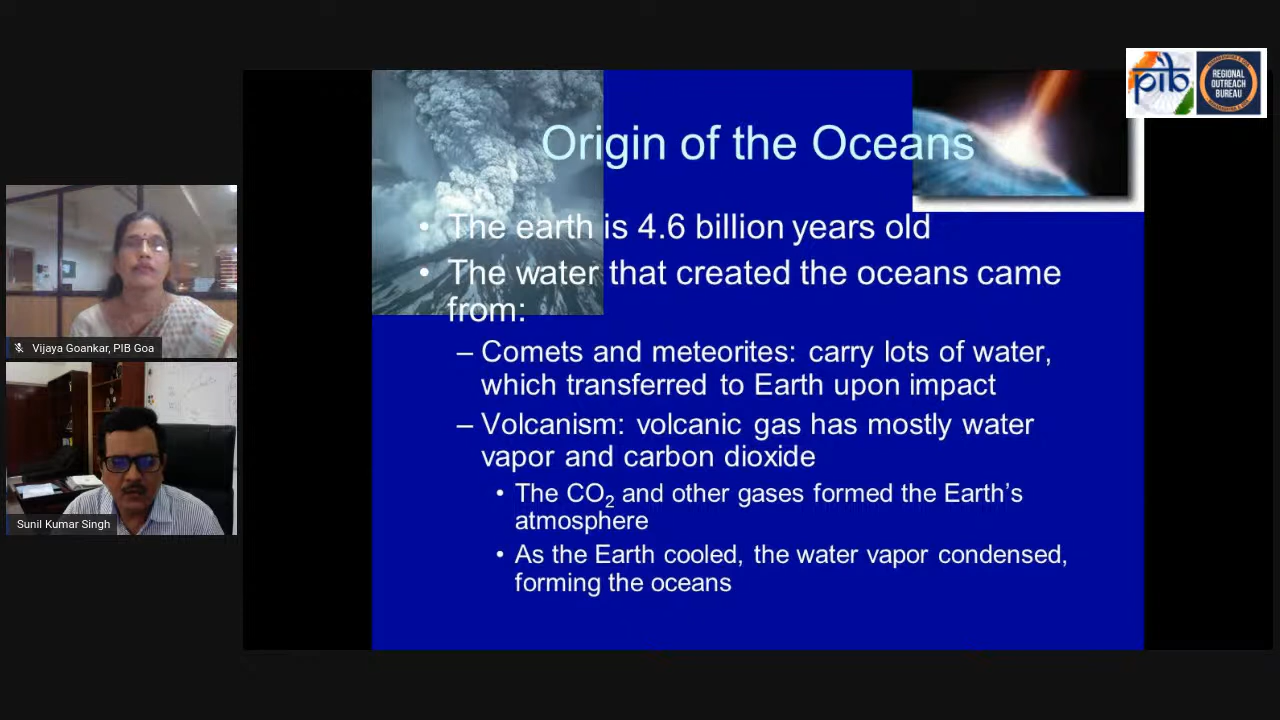 pib
REGIONAL
OUTREACH
BUREAU
Origin of the Oceans
• The earth is 4.6 billion years old
• The water that created the oceans came
from:
– Comets and meteorites: carry lots of water,
which transferred to Earth upon impact
– Volcanism: volcanic gas has mostly water
vapor and carbon dioxide
• The CO₂ and other gases formed the Earth’s
atmosphere
• As the Earth cooled, the water vapor condensed,
forming the oceans
Vijaya Goankar, PIB Goa
Sunil Kumar Singh